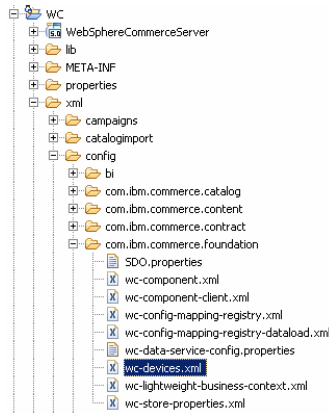 WC
WebSphereCommerceServer
lib
META-INF
properties
xml
campaigns
catalogimport
config
bi
com.ibm.commerce.catalog
com.ibm.commerce.content
com.ibm.commerce.contract
com.ibm.commerce.foundation
SDO.properties
wc-component.xml
wc-component-client.xml
wc-config-mapping-registry.xml
wc-config-mapping-registry-dataload.xml
wc-data-service-config.properties
wc-devices.xml
wc-lightweight-business-context.xml
wc-store-properties.xml